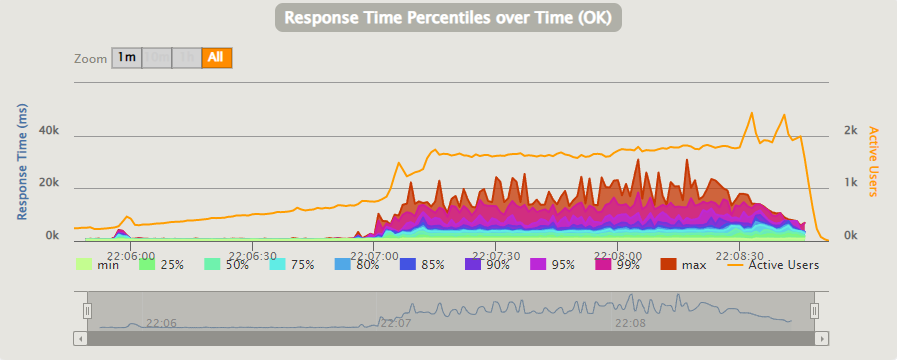 Response Time Percentiles over Time (OK)
Zoom 1m 10m 1h All
Response Time (ms)
40k
20k
0k
2k
1k
0k
Active Users
22:06:00 22:06:30 22:07:00 22:07:30 22:08:00 22:08:30
min 25% 50% 75% 80% 85% 90% 95% 99% max Active Users
22:06 22:07 22:08